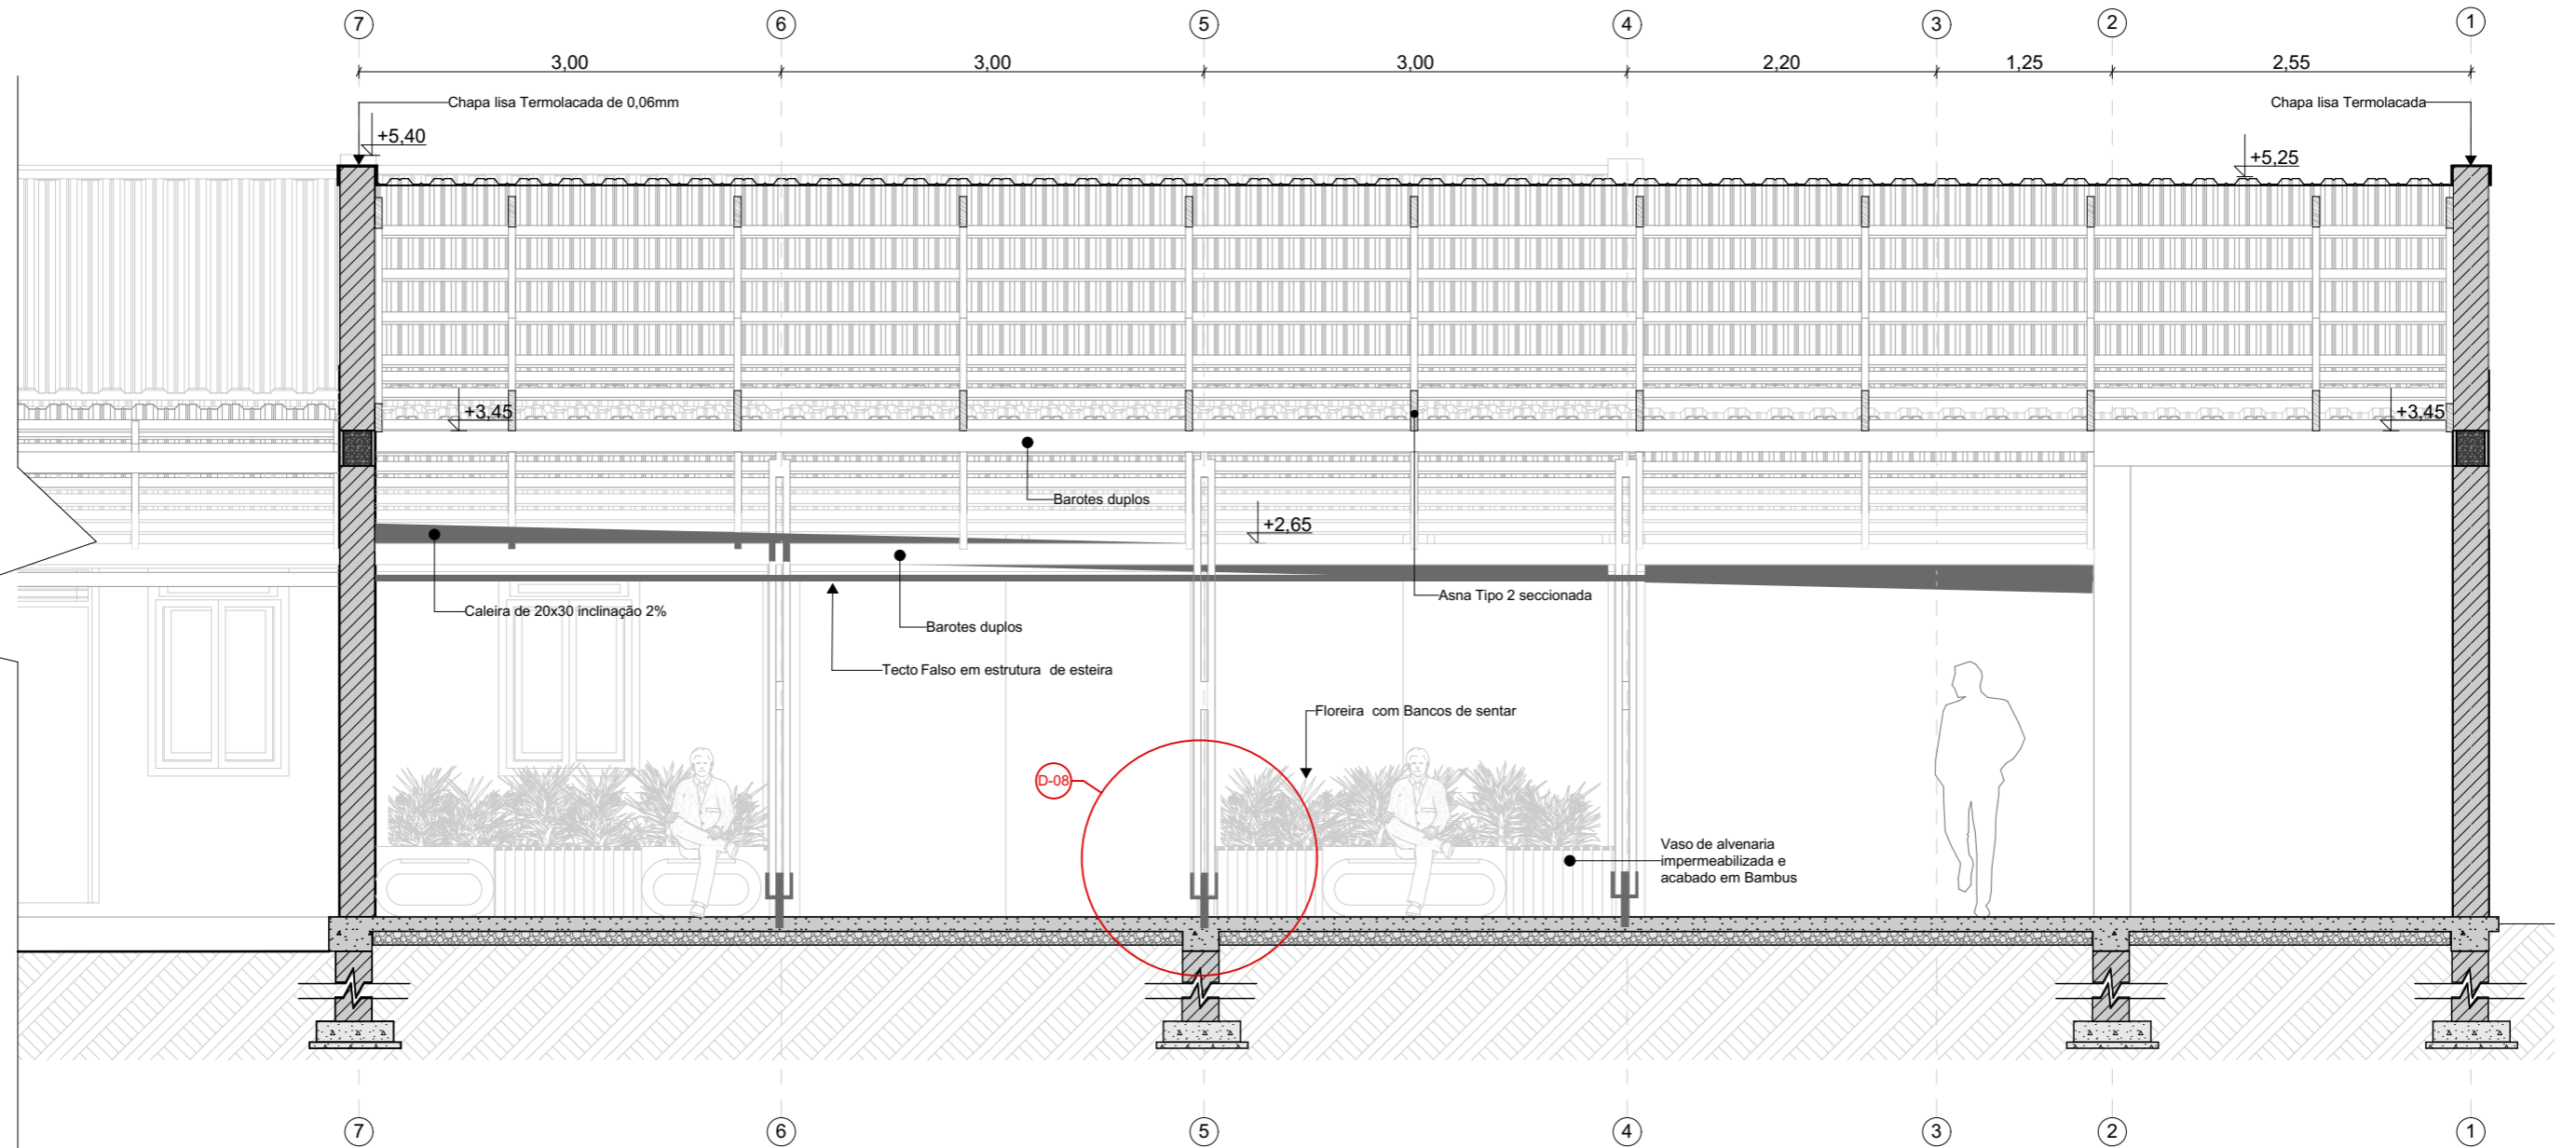 7 6 5 4 3 2 1
3,00 3,00 3,00 2,20 1,25 2,55
Chapa lisa Termolacada de 0,06mm
Chapa lisa Termolacada
+5,40
+5,25
+3,45
+3,45
Barotes duplos
+2,65
Asna Tipo 2 seccionada
Caleira de 20x30 inclinação 2%
Barotes duplos
Tecto Falso em estrutura de esteira
Floreira com Bancos de sentar
D-08
Vaso de alvenaria
impermeabilizada e
acabado em Bambus
7 6 5 4 3 2 1